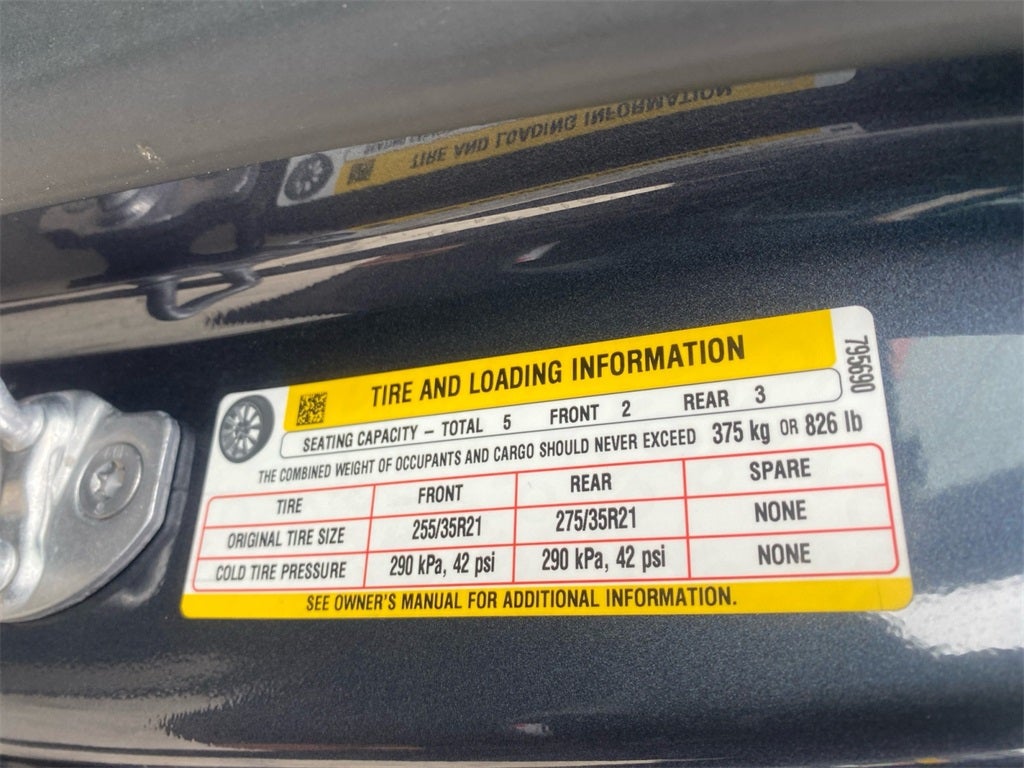 TIRE AND LOADING INFORMATION
795690
SEATING CAPACITY – TOTAL 5 FRONT 2 REAR 3
THE COMBINED WEIGHT OF OCCUPANTS AND CARGO SHOULD NEVER EXCEED 375 kg OR 826 lb
TIRE FRONT REAR SPARE
ORIGINAL TIRE SIZE 255/35R21 275/35R21 NONE
COLD TIRE PRESSURE 290 kPa, 42 psi 290 kPa, 42 psi NONE
SEE OWNER'S MANUAL FOR ADDITIONAL INFORMATION.
TIRE AND LOADING INFORMATION